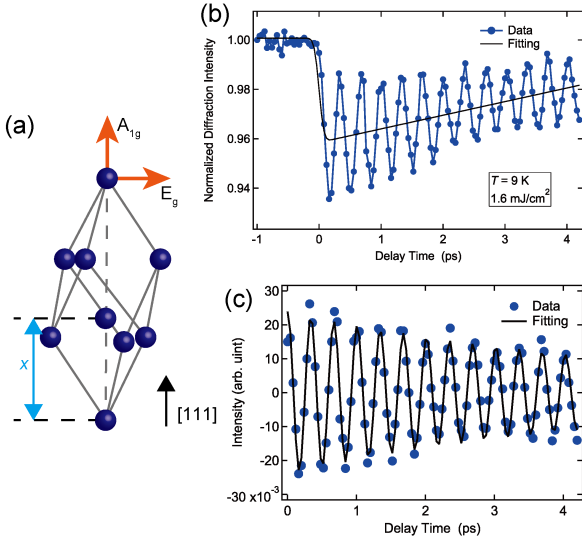 (a)
A1g
Eg
x
[111]
(b)
Normalized Diffraction Intensity
1.00
0.98
0.96
0.94
Data
Fitting
T = 9 K
1.6 mJ/cm2
-1 0 1 2 3 4
Delay Time (ps)
(c)
Intensity (arb. uint)
30
20
10
0
-10
-20
-30 x10-3
Data
Fitting
0 1 2 3 4
Delay Time (ps)